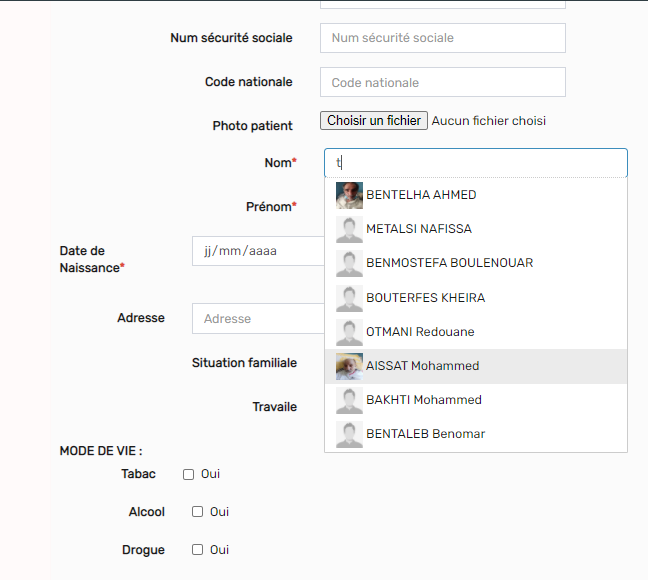 Num sécurité sociale Num sécurité sociale
Code nationale Code nationale
Photo patient Choisir un fichier Aucun fichier choisi
Nom* t
BENTELHA AHMED
Prénom*
METALSI NAFISSA
Date de Naissance* jj/mm/aaaa
BENMOSTEFA BOULENOUAR
BOUTERFES KHEIRA
Adresse Adresse
OTMANI Redouane
Situation familiale
AISSAT Mohammed
Travaile
BAKHTI Mohammed
BENTALEB Benomar
MODE DE VIE :
Tabac Oui
Alcool Oui
Drogue Oui